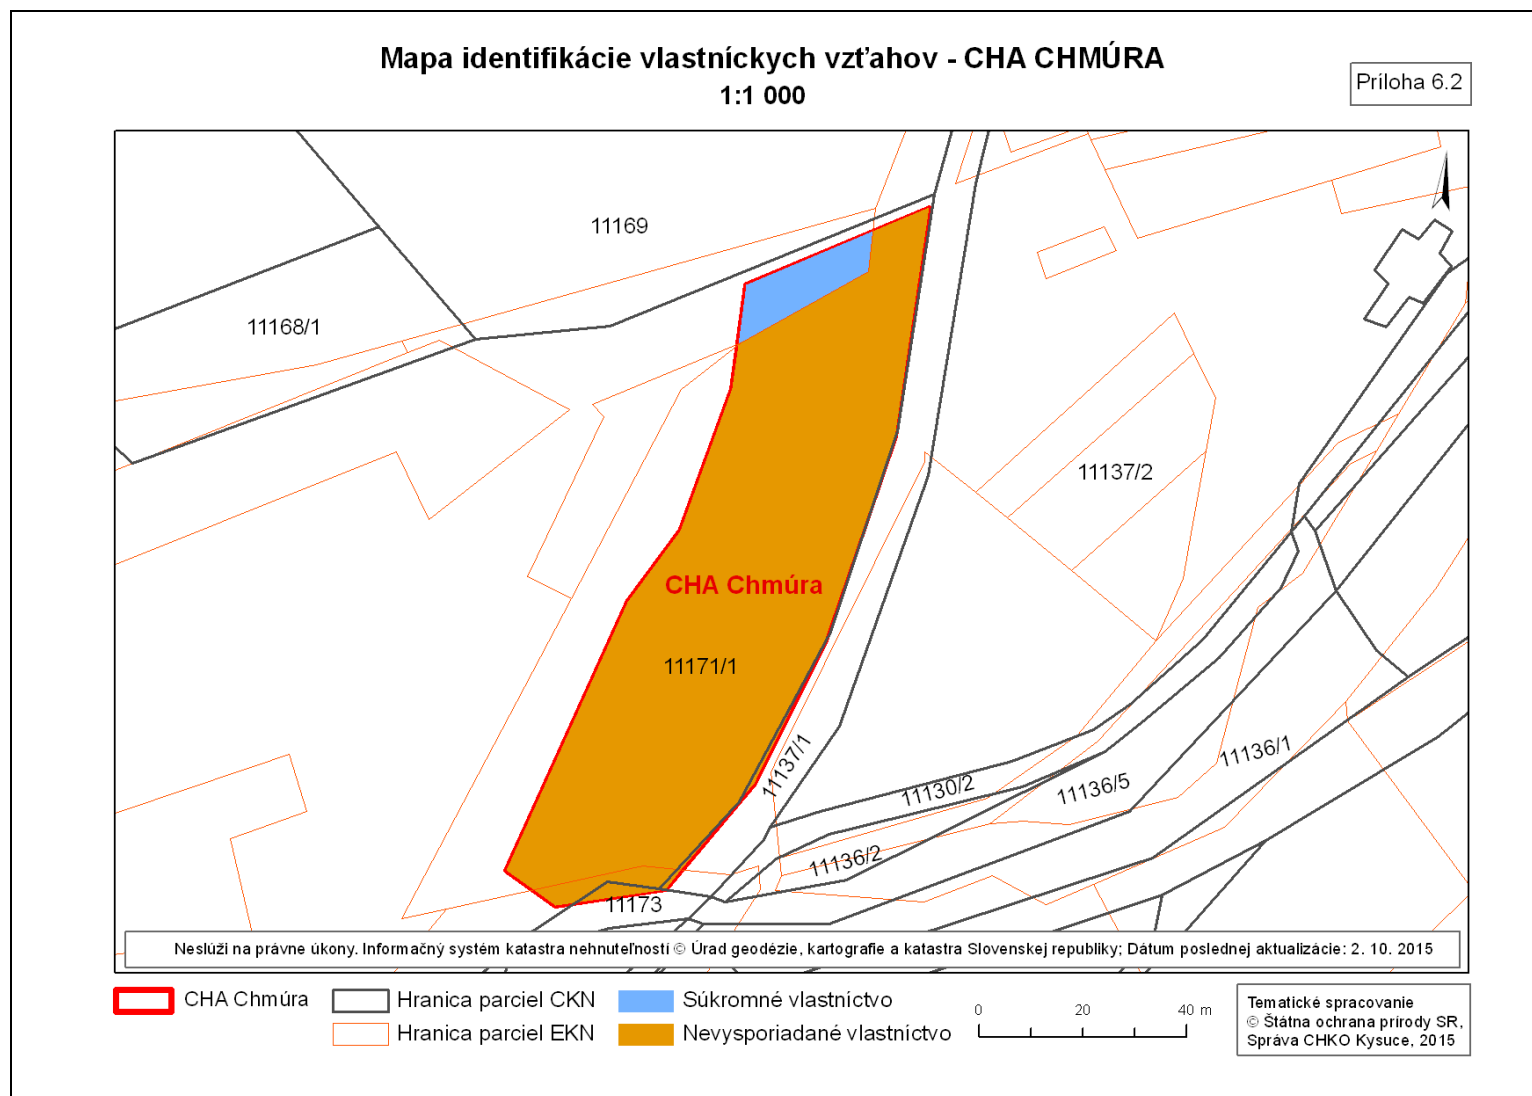 Mapa identifikácie vlastníckych vzťahov - CHA CHMÚRA
1:1 000
Príloha 6.2
11169
11168/1
11137/2
CHA Chmúra
11171/1
11137/1
11136/1
11130/2
11136/5
11136/2
11173
Neslúži na právne úkony. Informačný systém katastra nehnuteľností © Úrad geodézie, kartografie a katastra Slovenskej republiky; Dátum poslednej aktualizácie: 2. 10. 2015
CHA Chmúra
Hranica parciel CKN
Súkromné vlastníctvo
Hranica parciel EKN
Nevysporiadané vlastníctvo
0 20 40 m
Tematické spracovanie
© Štátna ochrana prírody SR,
Správa CHKO Kysuce, 2015